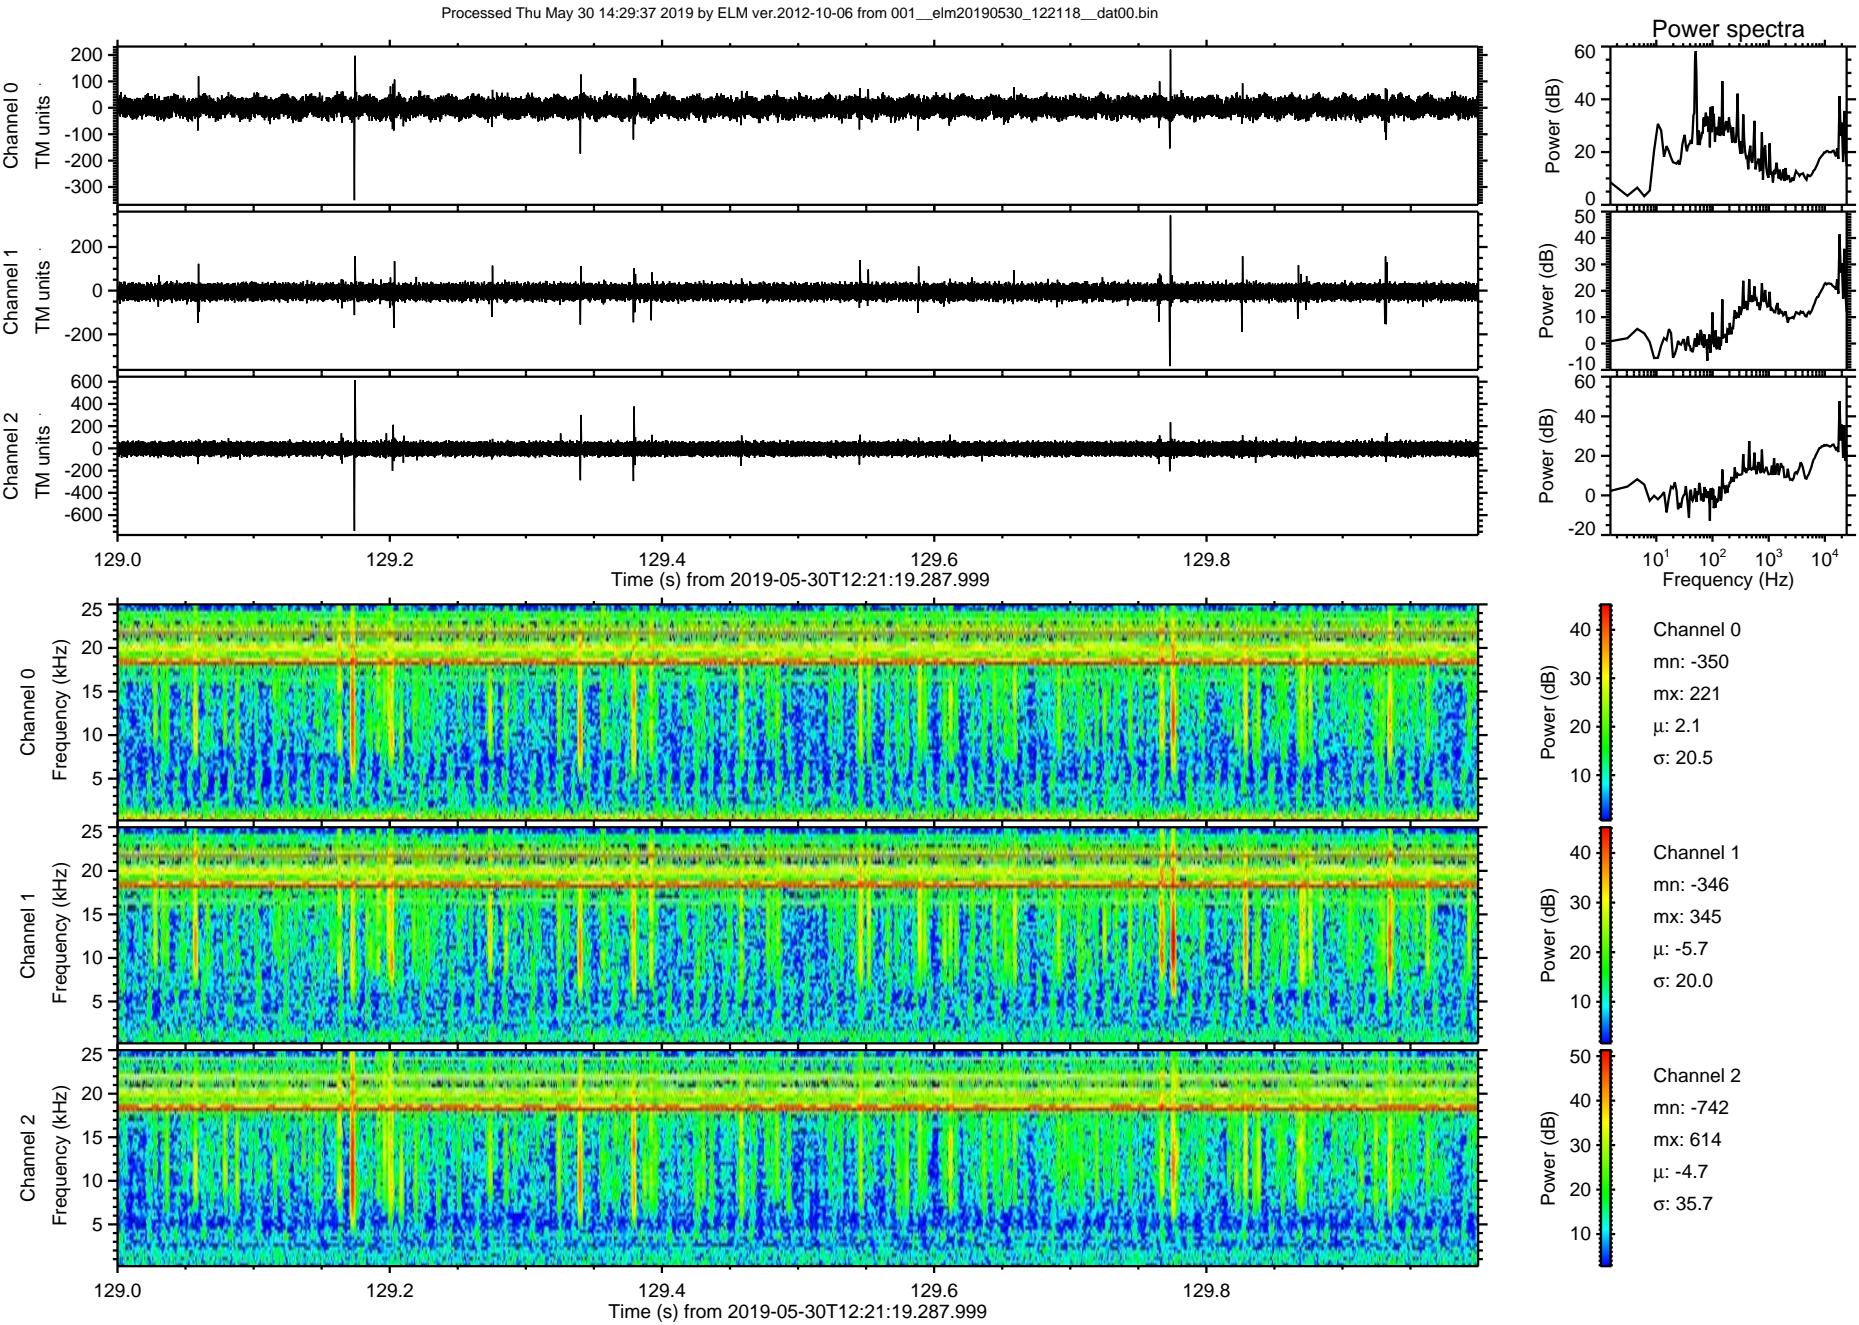 Processed Thu May 30 14:29:37 2019 by ELM ver.2012-10-06 from 001__elm20190530_122118__dat00.bin
Power spectra
Channel 0
TM units
200
100
0
-100
-200
-300
Power (dB)
60
40
20
0
Channel 1
TM units
200
0
-200
Power (dB)
50
40
30
20
10
0
-10
Channel 2
TM units
600
400
200
0
-200
-400
-600
Power (dB)
60
40
20
0
-20
129.0 129.2 129.4 129.6 129.8
Time (s) from 2019-05-30T12:21:19.287.999
10^1 10^2 10^3 10^4
Frequency (Hz)
Channel 0
Frequency (kHz)
25
20
15
10
5
Power (dB)
40
30
20
10
Channel 0
mn: -350
mx: 221
μ: 2.1
σ: 20.5
Channel 1
Frequency (kHz)
25
20
15
10
5
Power (dB)
40
30
20
10
Channel 1
mn: -346
mx: 345
μ: -5.7
σ: 20.0
Channel 2
Frequency (kHz)
25
20
15
10
5
Power (dB)
50
40
30
20
10
Channel 2
mn: -742
mx: 614
μ: -4.7
σ: 35.7
129.0 129.2 129.4 129.6 129.8
Time (s) from 2019-05-30T12:21:19.287.999